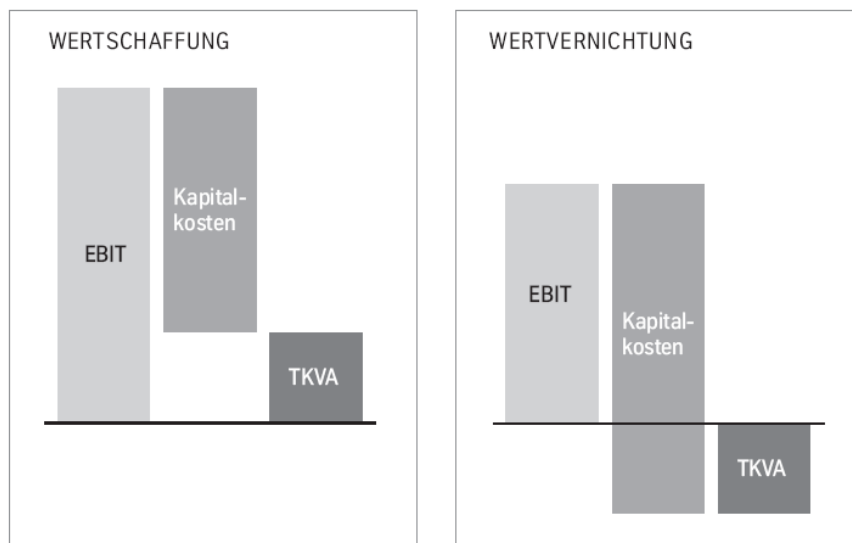 WERTSCHAFFUNG
EBIT
Kapital-
kosten
TKVA
WERTVERNICHTUNG
EBIT
Kapital-
kosten
TKVA